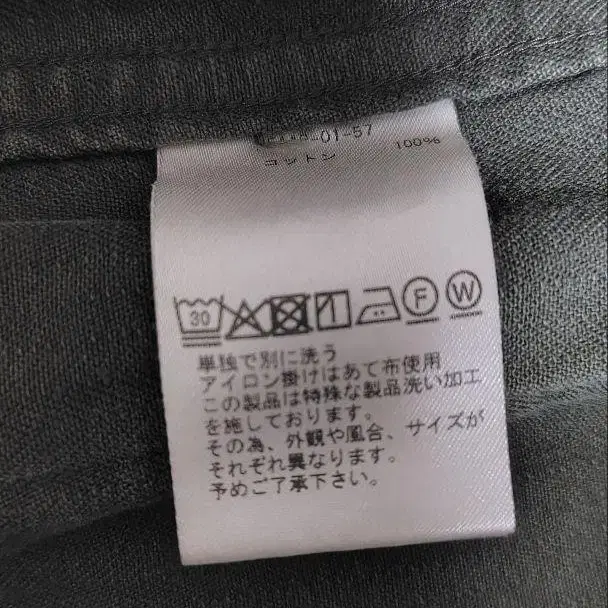 -01-57
コットン 100%
30 F W
単独で別に洗う
アイロン掛けはあて布使用
この製品は特殊な製品洗い加工
を施しております。
その為、外観や風合、サイズが
それぞれ異なります。
予めご了承下さい。